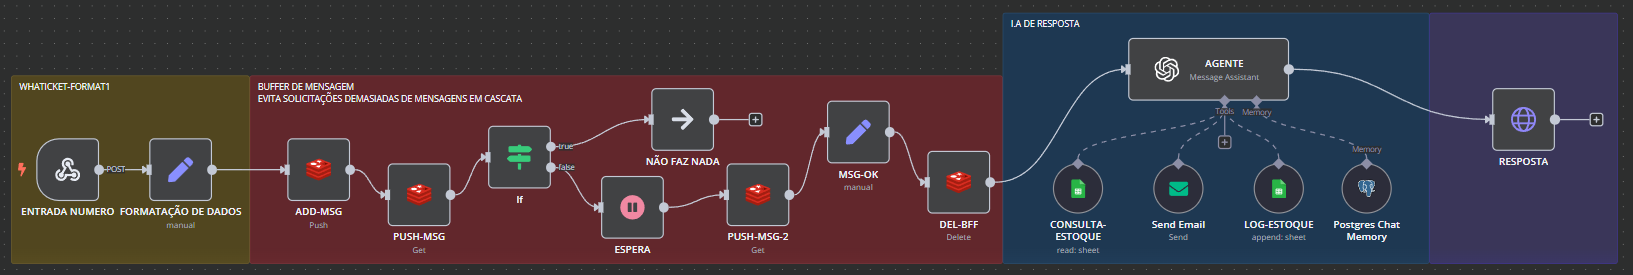 WHATICKET-FORMAT1
BUFFER DE MENSAGEM
EVITA SOLICITAÇÕES DEMASIADAS DE MENSAGENS EM CASCATA
I.A DE RESPOSTA
POST
ENTRADA NUMERO
FORMATAÇÃO DE DADOS
manual
ADD-MSG
Push
PUSH-MSG
Get
If
true
false
NÃO FAZ NADA
ESPERA
PUSH-MSG-2
Get
MSG-OK
manual
DEL-BFF
Delete
AGENTE
Message Assistant
Tools
Memory
CONSULTA-
ESTOQUE
read: sheet
Send Email
Send
LOG-ESTOQUE
append: sheet
Memory
Postgres Chat
Memory
RESPOSTA